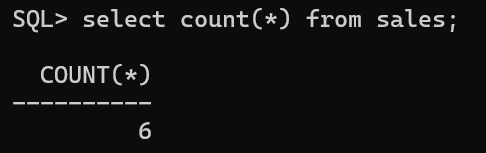 SQL> select count(*) from sales;
COUNT(*)
----------
6